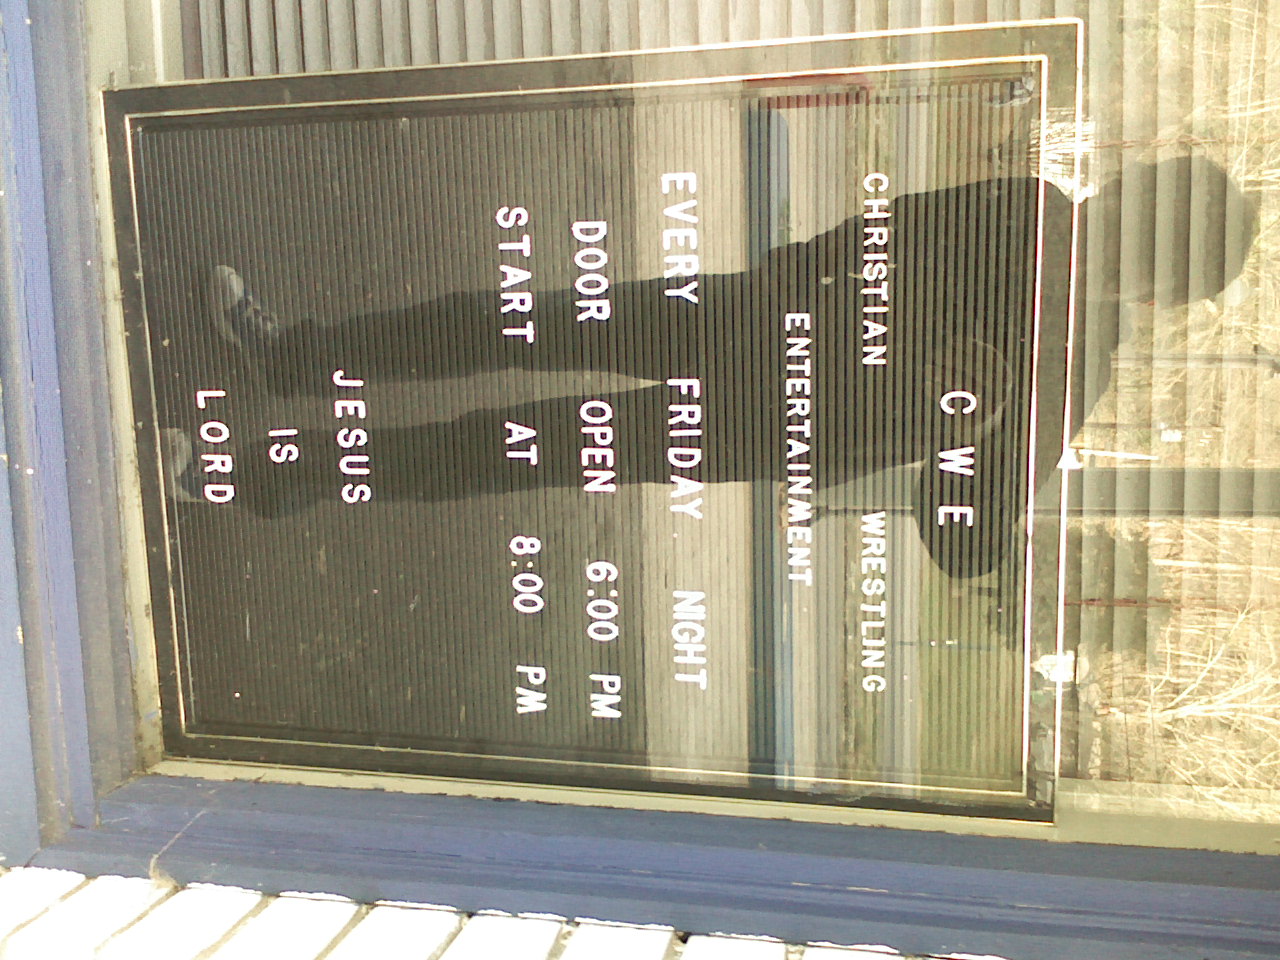 CWE
CHRISTIAN WRESTLING
ENTERTAINMENT
EVERY FRIDAY NIGHT
DOOR OPEN 6:00 PM
START AT 8:00 PM
JESUS
IS
LORD